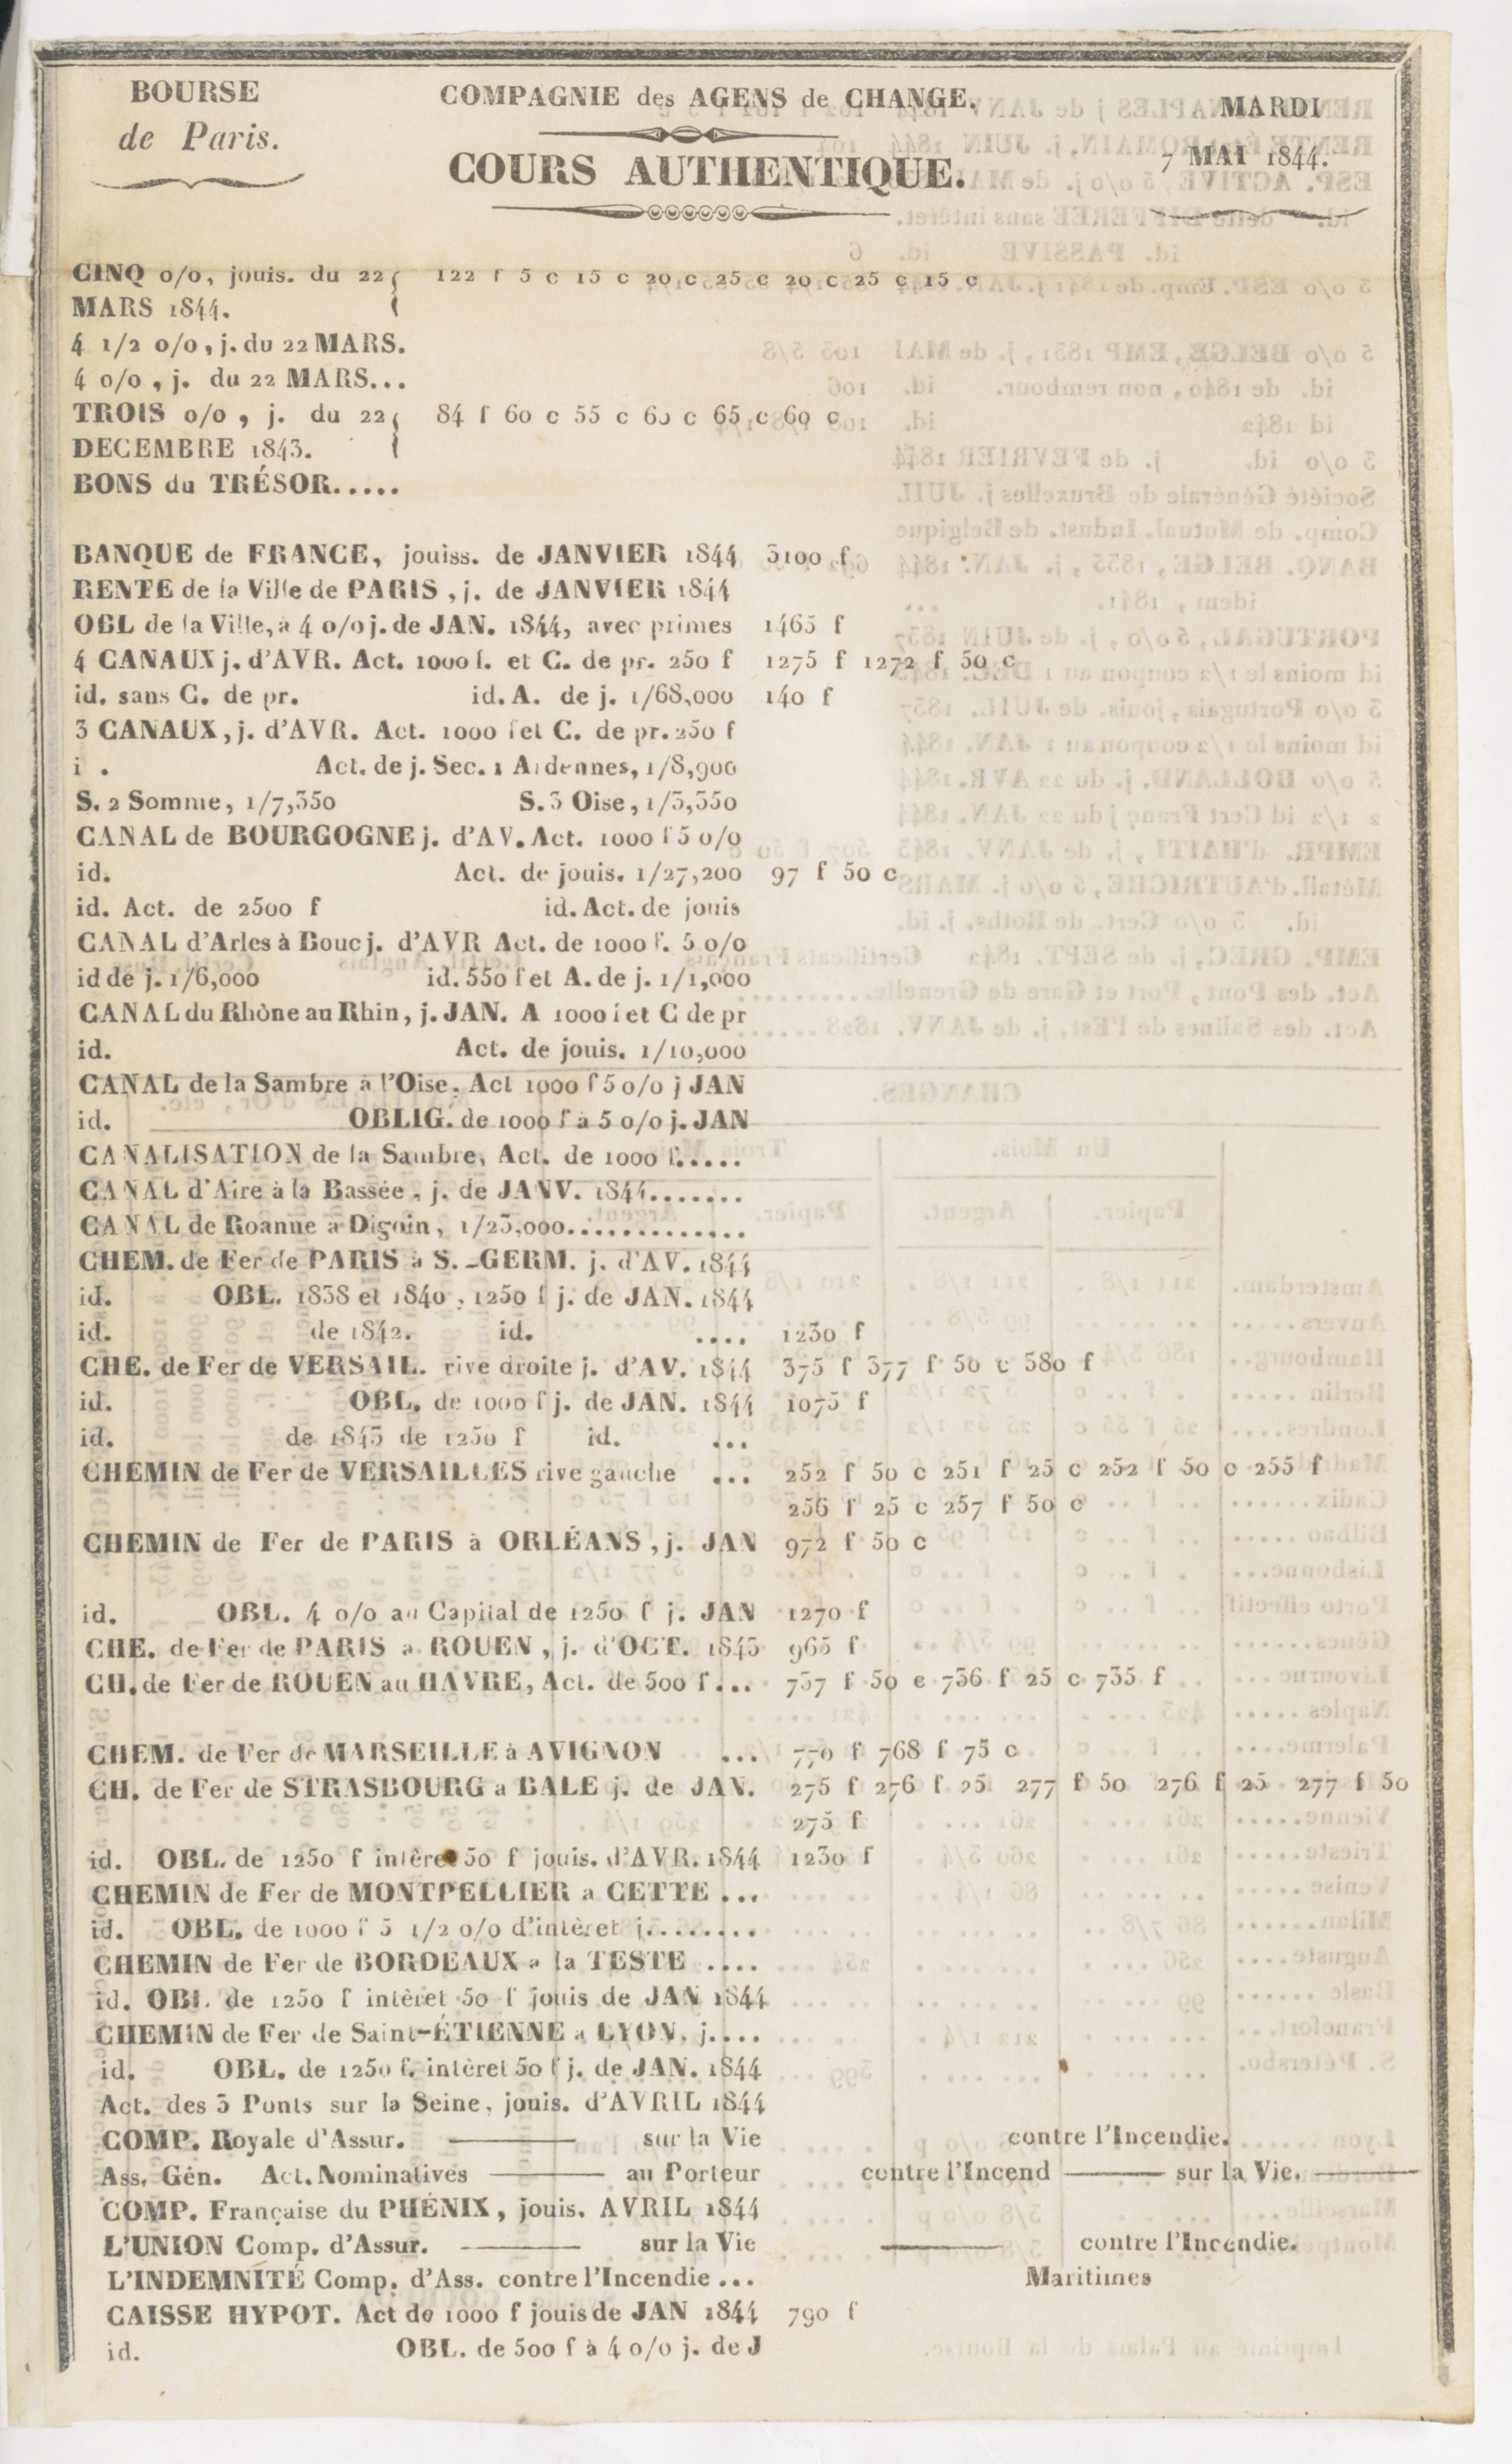 BOURSE
de Paris.
COMPAGNIE des AGENS de CHANGE.
COURS AUTHENTIQUE.
MARDI
7 MAI 1844.
CINQ o/o, jouis. du 22 { 122 f 5 c 15 c 20 c 25 c 20 c 25 c 15 c
MARS 1844.
4 1/2 o/o, j. du 22 MARS.
4 o/o, j. du 22 MARS...
TROIS o/o, j. du 22 { 84 f 60 c 55 c 60 c 65 c 60 c
DECEMBRE 1843.
BONS du TRÉSOR.....
BANQUE de FRANCE, jouiss. de JANVIER 1844 3100 f
RENTE de la Ville de PARIS, j. de JANVIER 1844
OBL de la Ville, à 4 o/o j. de JAN. 1844, avec primes 1465 f
4 CANAUX j. d'AVR. Act. 1000 f. et C. de pr. 250 f 1275 f 1272 f 50 c
id. sans C. de pr. id. A. de j. 1/68,000 140 f
3 CANAUX, j. d'AVR. Act. 1000 f et C. de pr. 250 f
i . Act. de j. Sec. 1 Ardennes, 1/8,900
S. 2 Somme, 1/7,350 S. 3 Oise, 1/3,350
CANAL de BOURGOGNE j. d'AV. Act. 1000 f 5 o/o
id. Act. de jouis. 1/27,200 97 f 50 c
id. Act. de 2500 f id. Act. de jouis
CANAL d'Arles à Bouc j. d'AVR Act. de 1000 f. 5 o/o
id de j. 1/6,000 id. 550 f et A. de j. 1/1,000
CANAL du Rhône au Rhin, j. JAN. A 1000 f et C de pr
id. Act. de jouis. 1/10,000
CANAL de la Sambre à l'Oise. Act 1000 f 5 o/o j JAN
id. OBLIG. de 1000 f à 5 o/o j. JAN
CANALISATION de la Sambre, Act. de 1000 f.....
CANAL d'Aire à la Bassée, j. de JANV. 1844.......
CANAL de Roanne à Digoin, 1/23,000.............
CHEM. de Fer de PARIS à S.-GERM. j. d'AV. 1844
id. OBL. 1838 et 1840, 1250 f j. de JAN. 1844
id. de 1842. id. .... 1230 f
CHE. de Fer de VERSAIL. rive droite j. d'AV. 1844 375 f 377 f 50 c 380 f
id. OBL. de 1000 f j. de JAN. 1844 1075 f
id. de 1843 de 1250 f id. ...
CHEMIN de Fer de VERSAILLES rive gauche ... 252 f 50 c 251 f 25 c 252 f 50 c 255 f
256 f 25 c 257 f 50 c
CHEMIN de Fer de PARIS à ORLÉANS, j. JAN 972 f 50 c
id. OBL. 4 o/o au Capital de 1250 f j. JAN 1270 f
CHE. de Fer de PARIS à ROUEN, j. d'OCT. 1843 965 f
CH. de Fer de ROUEN au HAVRE, Act. de 500 f... 737 f 50 c 736 f 25 c 735 f
CHEM. de Fer de MARSEILLE à AVIGNON ... 770 f 768 f 75 c
CH. de Fer de STRASBOURG à BALE j. de JAN. 275 f 276 f 25 277 f 50 276 f 25 277 f 50
275 f
id. OBL. de 1250 f intérêt 50 f jouis. d'AVR. 1844 1230 f
CHEMIN de Fer de MONTPELLIER a CETTE ...
id. OBL. de 1000 f 5 1/2 o/o d'intèret j........
CHEMIN de Fer de BORDEAUX a la TESTE ....
id. OBL. de 1250 f intèret 50 f jouis de JAN 1844
CHEMIN de Fer de Saint-ÉTIENNE a LYON. j....
id. OBL. de 1250 f. intèret 50 f j. de JAN. 1844
Act. des 3 Ponts sur la Seine, jouis. d'AVRIL 1844
COMP. Royale d'Assur. sur la Vie contre l'Incendie.
Ass. Gén. Act. Nominatives au Porteur contre l'Incend sur la Vie.
COMP. Française du PHÉNIX, jouis. AVRIL 1844
L'UNION Comp. d'Assur. sur la Vie contre l'Incendie.
L'INDEMNITÉ Comp. d'Ass. contre l'Incendie ... Maritimes
CAISSE HYPOT. Act de 1000 f jouis de JAN 1844 790 f
id. OBL. de 500 f à 4 o/o j. de J